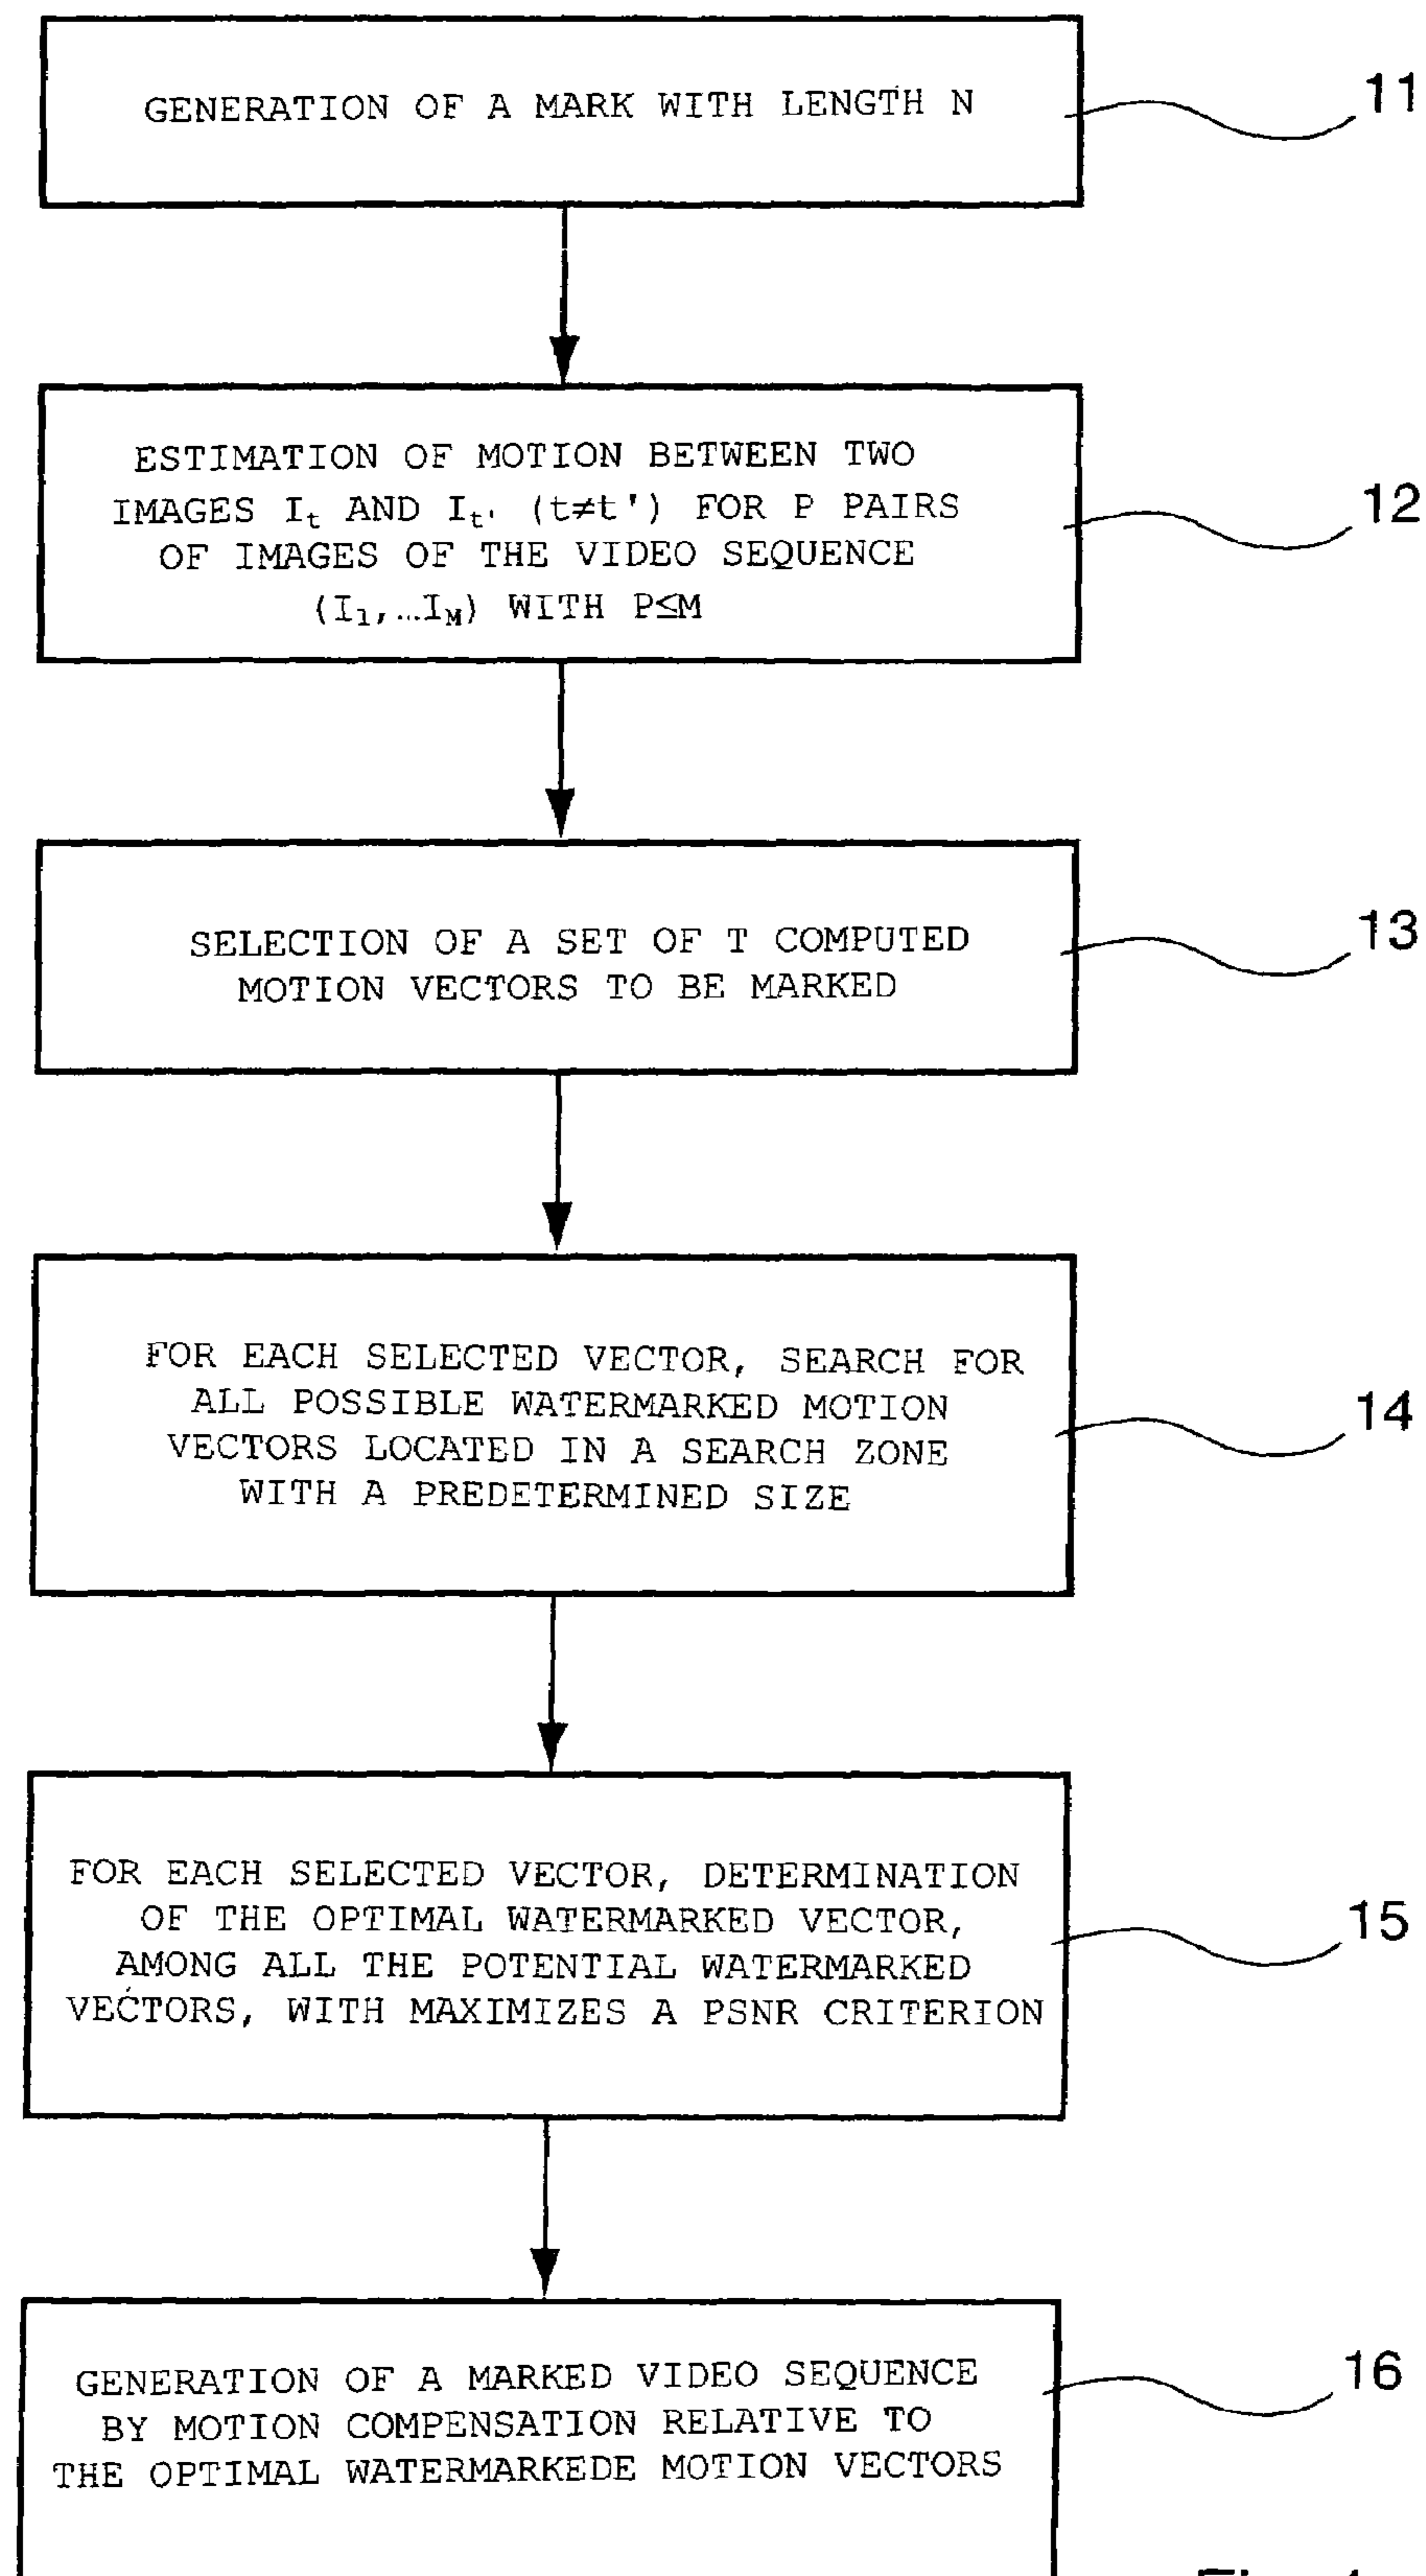 GENERATION OF A MARK WITH LENGTH N
11
ESTIMATION OF MOTION BETWEEN TWO
IMAGES It AND It' (t≠t') FOR P PAIRS
OF IMAGES OF THE VIDEO SEQUENCE
(I1,…IM) WITH P≤M
12
SELECTION OF A SET OF T COMPUTED
MOTION VECTORS TO BE MARKED
13
FOR EACH SELECTED VECTOR, SEARCH FOR
ALL POSSIBLE WATERMARKED MOTION
VECTORS LOCATED IN A SEARCH ZONE
WITH A PREDETERMINED SIZE
14
FOR EACH SELECTED VECTOR, DETERMINATION
OF THE OPTIMAL WATERMARKED VECTOR,
AMONG ALL THE POTENTIAL WATERMARKED
VECTORS, WITH MAXIMIZES A PSNR CRITERION
15
GENERATION OF A MARKED VIDEO SEQUENCE
BY MOTION COMPENSATION RELATIVE TO
THE OPTIMAL WATERMARKEDE MOTION VECTORS
16